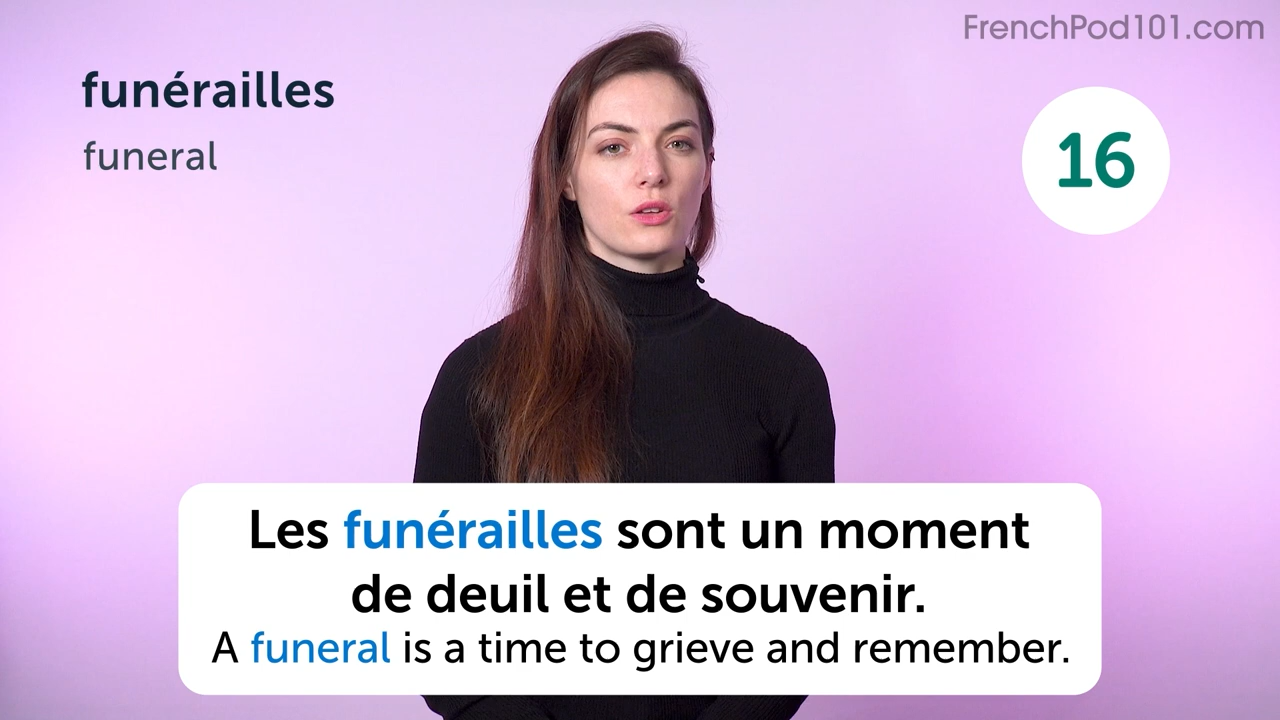 FrenchPod101.com
funérailles
funeral
16
Les funérailles sont un moment
de deuil et de souvenir.
A funeral is a time to grieve and remember.